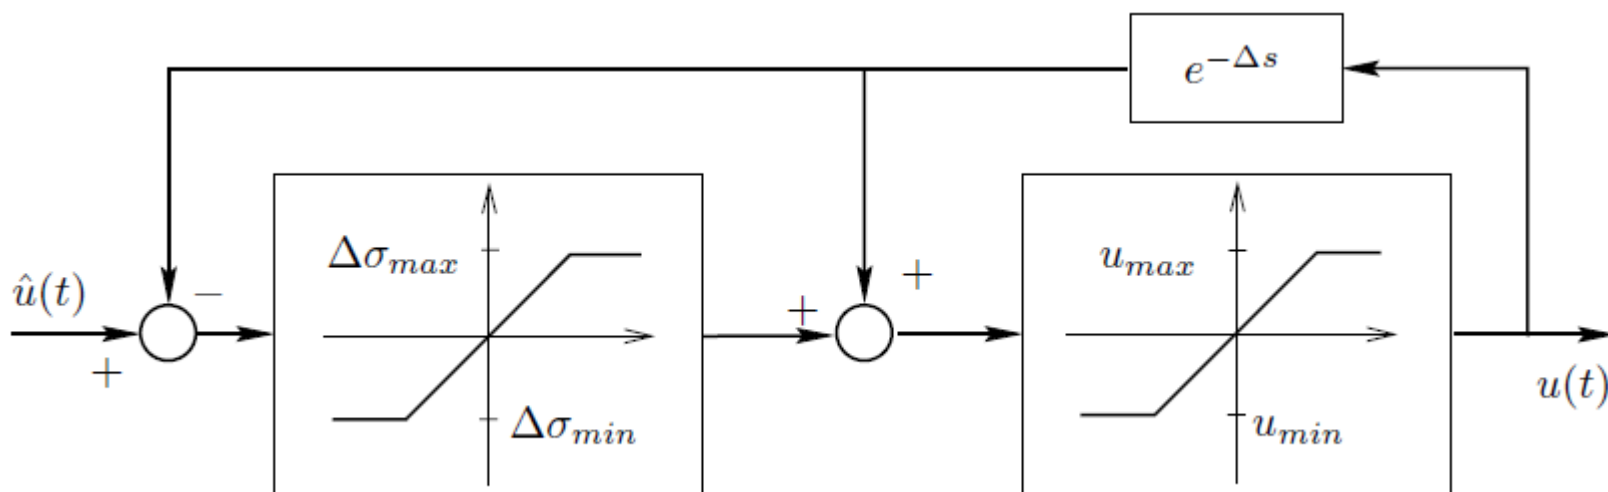 e^{-Δs}
Δσ_{max}
u_{max}
û(t)
−
+
+
+
Δσ_{min}
u_{min}
u(t)